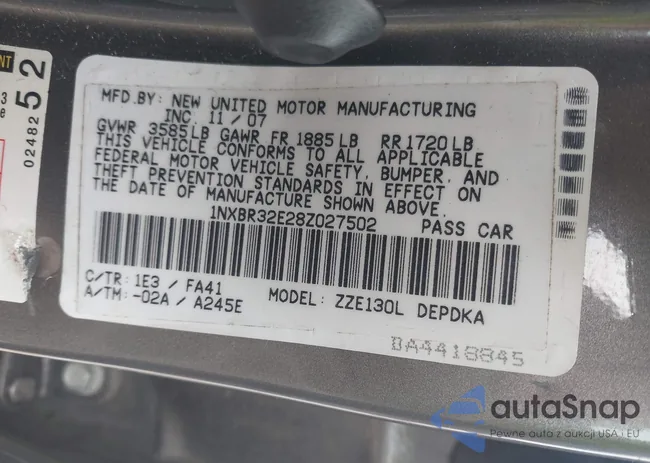 MFD.BY: NEW UNITED MOTOR MANUFACTURING
INC. 11 / 07
GVWR 3585LB GAWR FR 1885LB RR1720LB
THIS VEHICLE CONFORMS TO ALL APPLICABLE
FEDERAL MOTOR VEHICLE SAFETY, BUMPER, AND
THEFT PREVENTION STANDARDS IN EFFECT ON
THE DATE OF MANUFACTURE SHOWN ABOVE.
1NXBR32E28Z027502 PASS CAR
C/TR: 1E3 / FA41
A/TM: -02A / A245E MODEL: ZZE130L DEPDKA
DA4418845
02482 52
autoSnap
Pewne auto z aukcji USA i EU